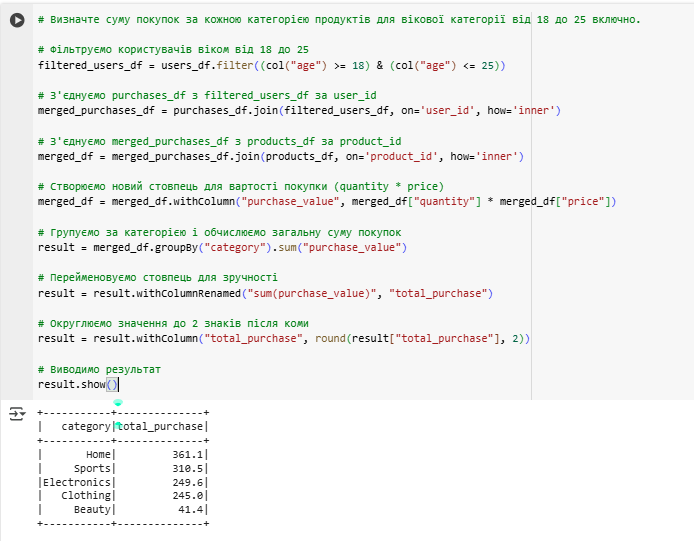 # Визначте суму покупок за кожною категорією продуктів для вікової категорії від 18 до 25 включно.
# Фільтруємо користувачів віком від 18 до 25
filtered_users_df = users_df.filter((col("age") >= 18) & (col("age") <= 25))
# З'єднуємо purchases_df з filtered_users_df за user_id
merged_purchases_df = purchases_df.join(filtered_users_df, on='user_id', how='inner')
# З'єднуємо merged_purchases_df з products_df за product_id
merged_df = merged_purchases_df.join(products_df, on='product_id', how='inner')
# Створюємо новий стовпець для вартості покупки (quantity * price)
merged_df = merged_df.withColumn("purchase_value", merged_df["quantity"] * merged_df["price"])
# Групуємо за категорією і обчислюємо загальну суму покупок
result = merged_df.groupBy("category").sum("purchase_value")
# Перейменовуємо стовпець для зручності
result = result.withColumnRenamed("sum(purchase_value)", "total_purchase")
# Округлюємо значення до 2 знаків після коми
result = result.withColumn("total_purchase", round(result["total_purchase"], 2))
# Виводимо результат
result.show()
+-----------+--------------+
|   category|total_purchase|
+-----------+--------------+
|       Home|         361.1|
|     Sports|         310.5|
|Electronics|         249.6|
|   Clothing|         245.0|
|     Beauty|          41.4|
+-----------+--------------+